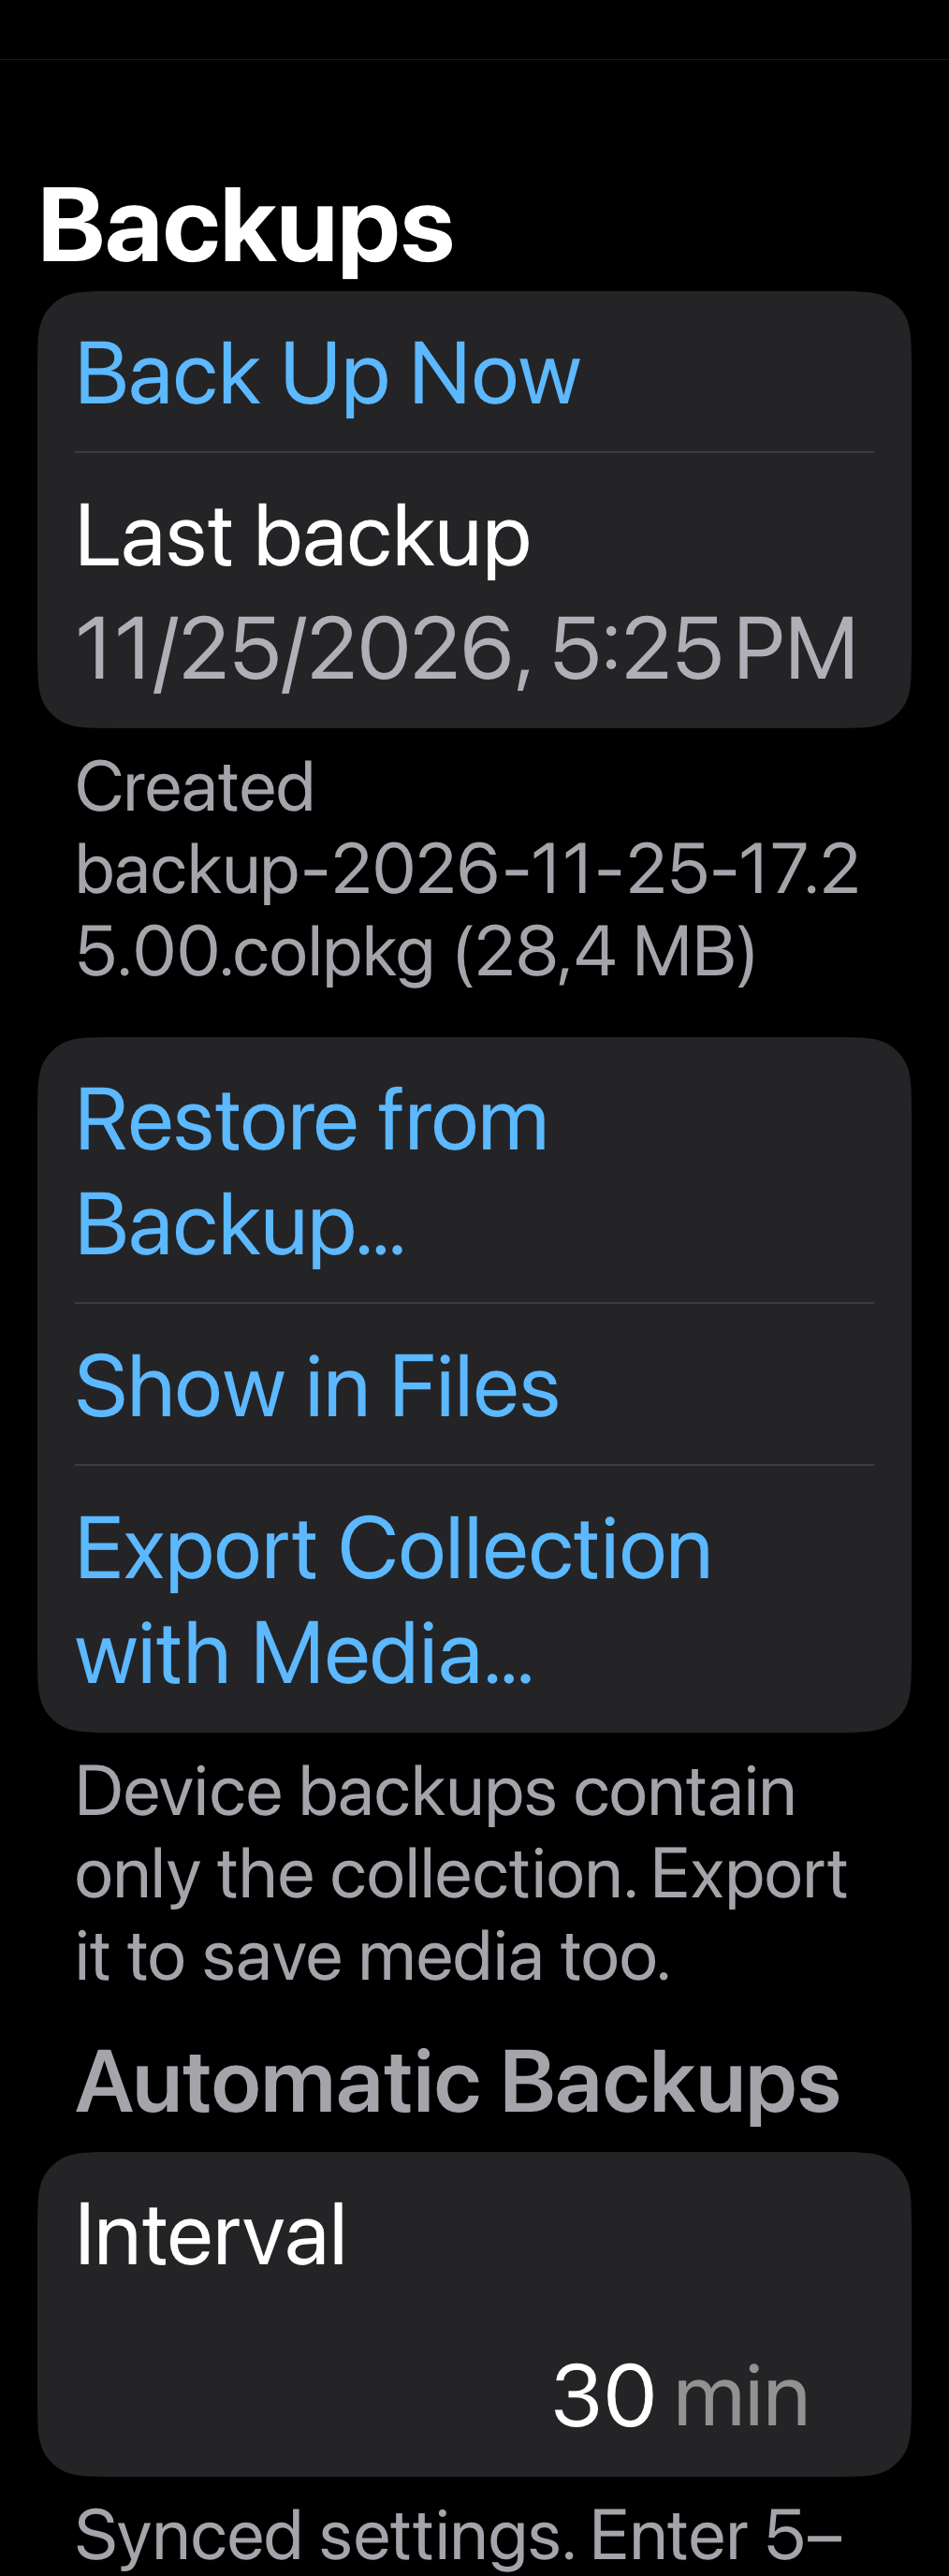 Backups
Back Up Now
Last backup
11/25/2026, 5:25 PM
Created
backup-2026-11-25-17.2
5.00.colpkg (28,4 MB)
Restore from
Backup...
Show in Files
Export Collection
with Media...
Device backups contain
only the collection. Export
it to save media too.
Automatic Backups
Interval
30 min
Synced settings. Enter 5–